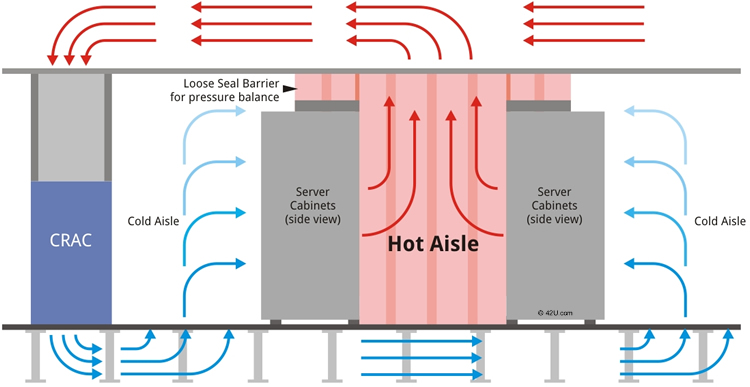 Loose Seal Barrier
for pressure balance
Server
Cabinets
(side view)
Server
Cabinets
(side view)
Cold Aisle
Cold Aisle
CRAC
Hot Aisle
© 42U.com